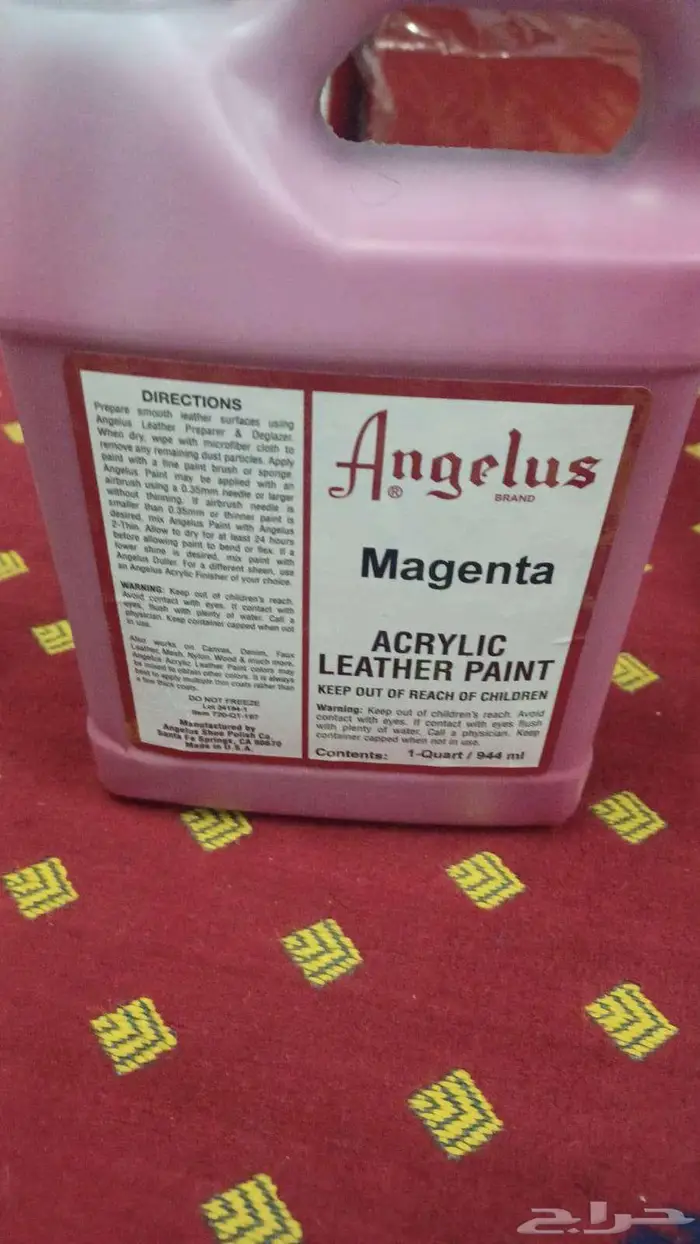 DIRECTIONS
Prepare smooth leather surfaces using
Angelus Leather Preparer & Deglazer.
When dry, wipe with microfiber cloth to
remove any remaining dust particles. Apply
paint with a fine paint brush or sponge.
Angelus Paint may be applied with an
airbrush using a 0.35mm needle or larger
without thinning. If airbrush needle is
smaller than 0.35mm or thinner paint is
desired, mix Angelus Paint with Angelus
2-Thin. Allow to dry for at least 24 hours
before allowing paint to bend or flex. If a
lower shine is desired, mix paint with
Angelus Duller. For a different sheen, use
an Angelus Acrylic Finisher of your choice.
WARNING: Keep out of children's reach.
Avoid contact with eyes. If contact with
eyes, flush with plenty of water. Call a
physician. Keep container capped when not
in use.
Also works on Canvas, Denim, Faux
Leather, Mesh, Nylon, Wood & much more.
Angelus Acrylic Leather Paint colors may
be mixed to obtain other colors. It is always
best to apply multiple thin coats rather than
a few thick coats.
DO NOT FREEZE
Lot 24184-1
Item 720-QT-187
Manufactured by
Angelus Shoe Polish Co.
Santa Fe Springs, CA 90670
Made in U.S.A.
Angelus
®
BRAND
Magenta
ACRYLIC
LEATHER PAINT
KEEP OUT OF REACH OF CHILDREN
Warning: Keep out of children's reach. Avoid
contact with eyes. If contact with eyes flush
with plenty of water. Call a physician. Keep
container capped when not in use.
Contents: 1-Quart / 944 ml
حراج